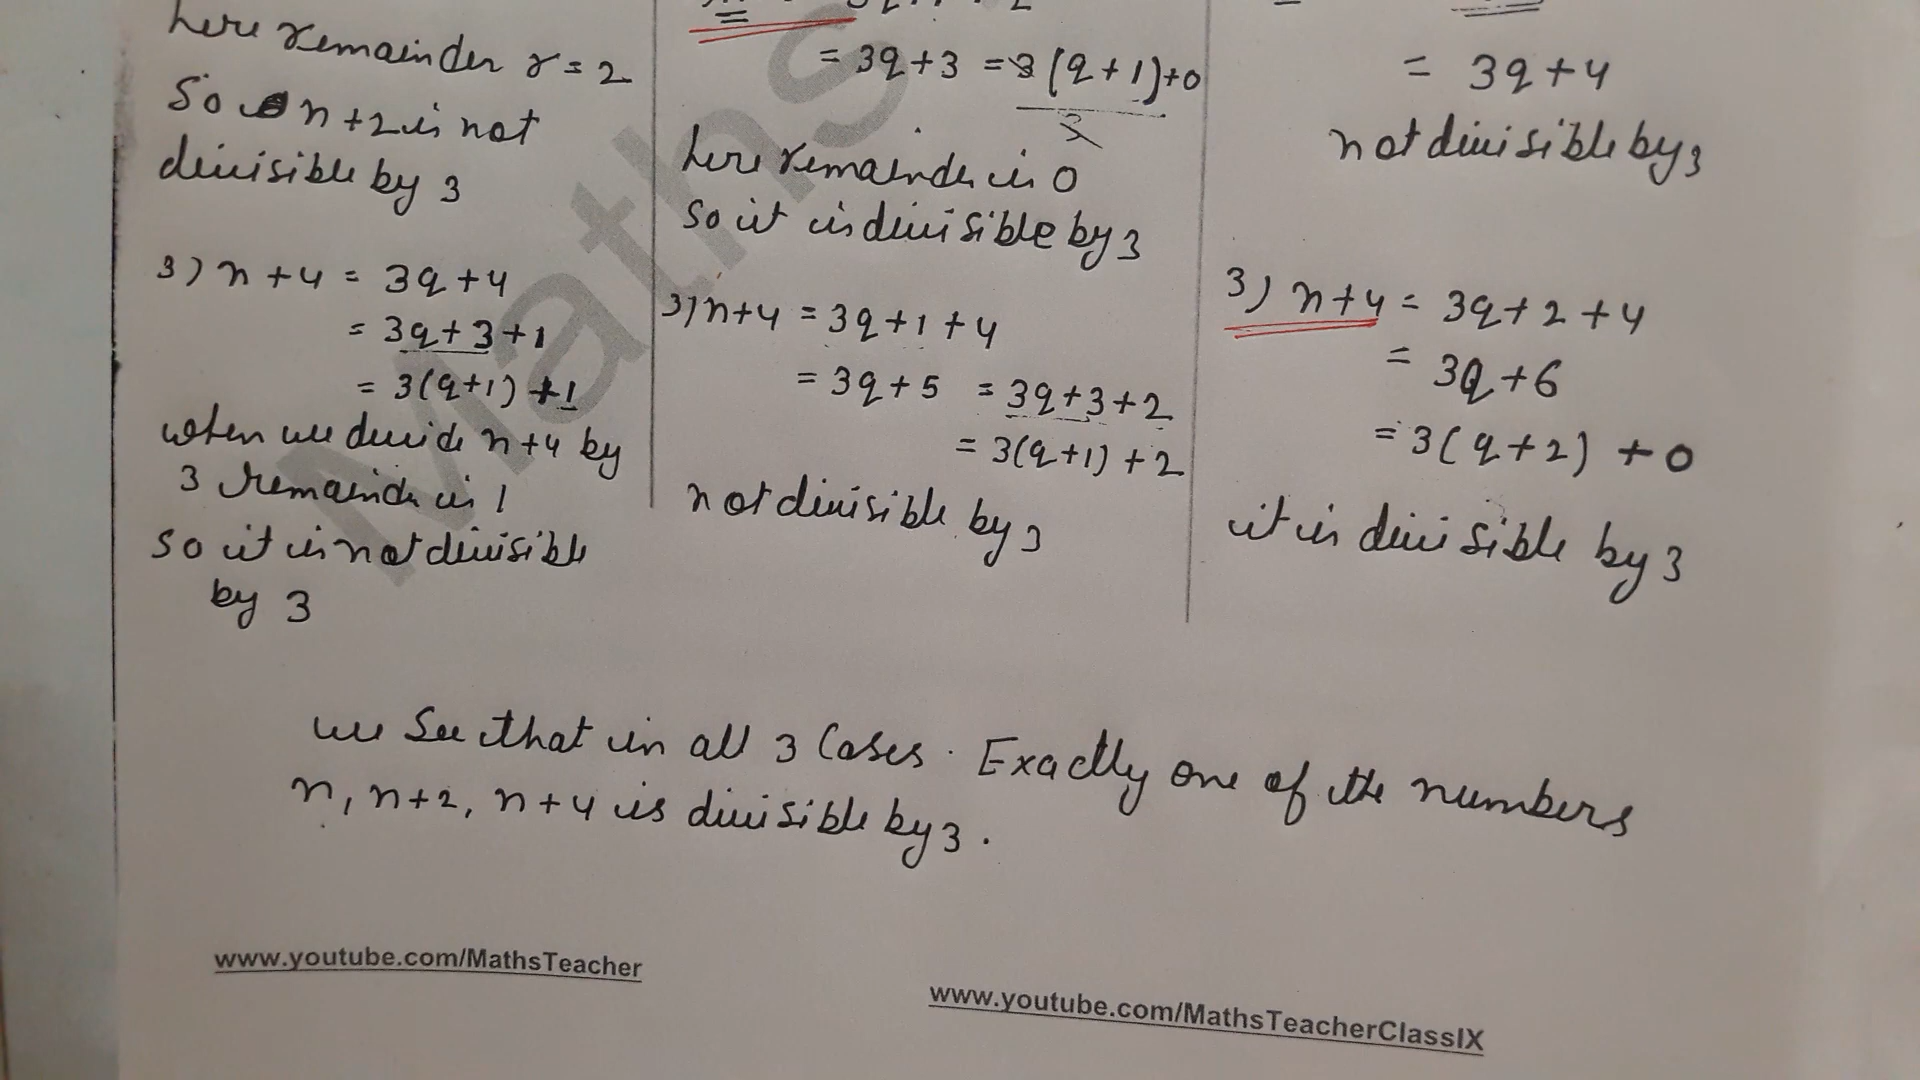 here remainder r = 2
So n+2 is not
divisible by 3
3) n + 4 = 3q + 4
= 3q + 3 + 1
= 3(q+1) + 1
when we divide n+4 by
3 remainder is 1
so it is not divisible
by 3
= 3q + 3 = 3(q + 1)+0
3
here remainder is 0
so it is divisible by 3
3) n+4 = 3q + 1 + 4
= 3q + 5 = 3q + 3 + 2
= 3(q+1) + 2
not divisible by 3
= 3q + 4
not divisible by 3
3) n+4 = 3q + 2 + 4
= 3q + 6
= 3(q + 2) + 0
it is divisible by 3
we See that in all 3 Cases. Exactly one of the numbers
n, n+2, n+4 is divisible by 3.
Maths
www.youtube.com/MathsTeacher
www.youtube.com/MathsTeacherClassIX